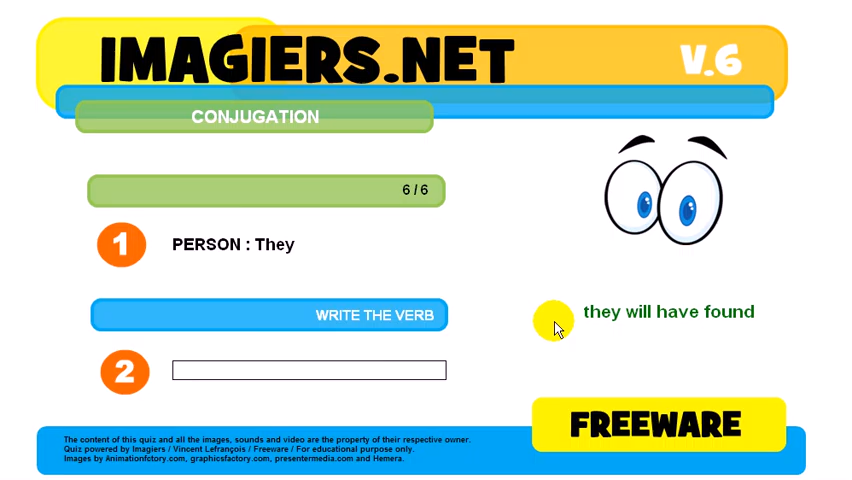 IMAGIERS.NET
V.6
CONJUGATION
6 / 6
1
PERSON : They
WRITE THE VERB
they will have found
2
FREEWARE
The content of this quiz and all the images, sounds and video are the property of their respective owner.
Quiz powered by Imagiers / Vincent Lefrançois / Freeware / For educational purpose only.
Images by Animationfctory.com, graphicsfactory.com, presentermedia.com and Hemera.